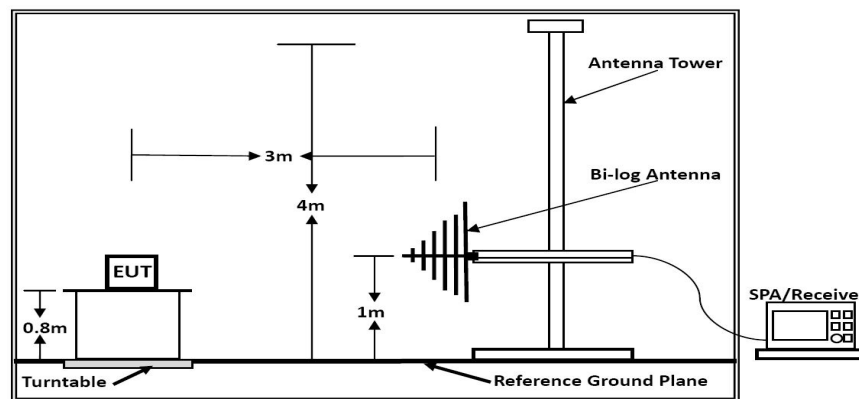 Antenna Tower
3m
Bi-log Antenna
4m
EUT
SPA/Receive
0.8m
1m
Turntable
Reference Ground Plane